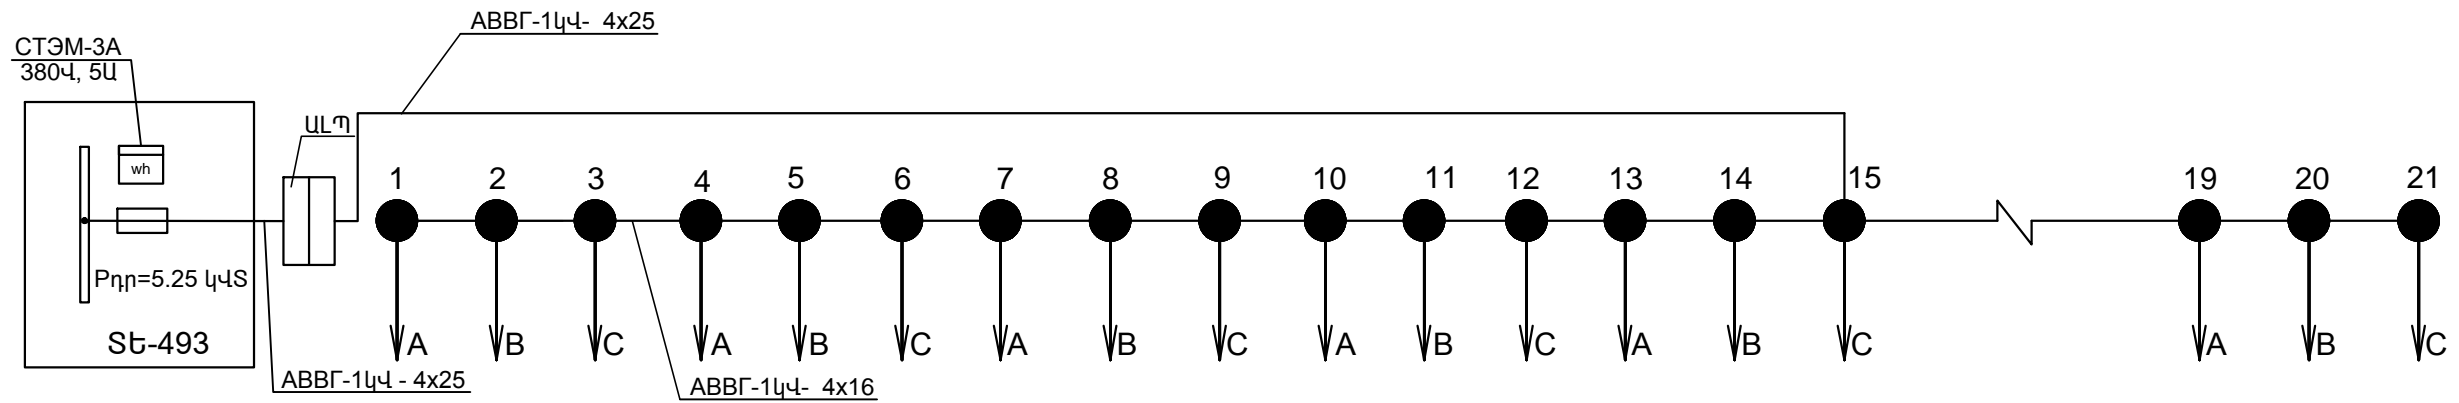 АВВГ-1կՎ- 4x25
СТЭМ-3А
380Վ, 5Ա
ԱԼՊ
wh
1 2 3 4 5 6 7 8 9 10 11 12 13 14 15 19 20 21
Pդր=5.25 կՎՏ
ՏԵ-493
A B C A B C A B C A B C A B C A B C
АВВГ-1կՎ - 4x25
АВВГ-1կՎ- 4x16